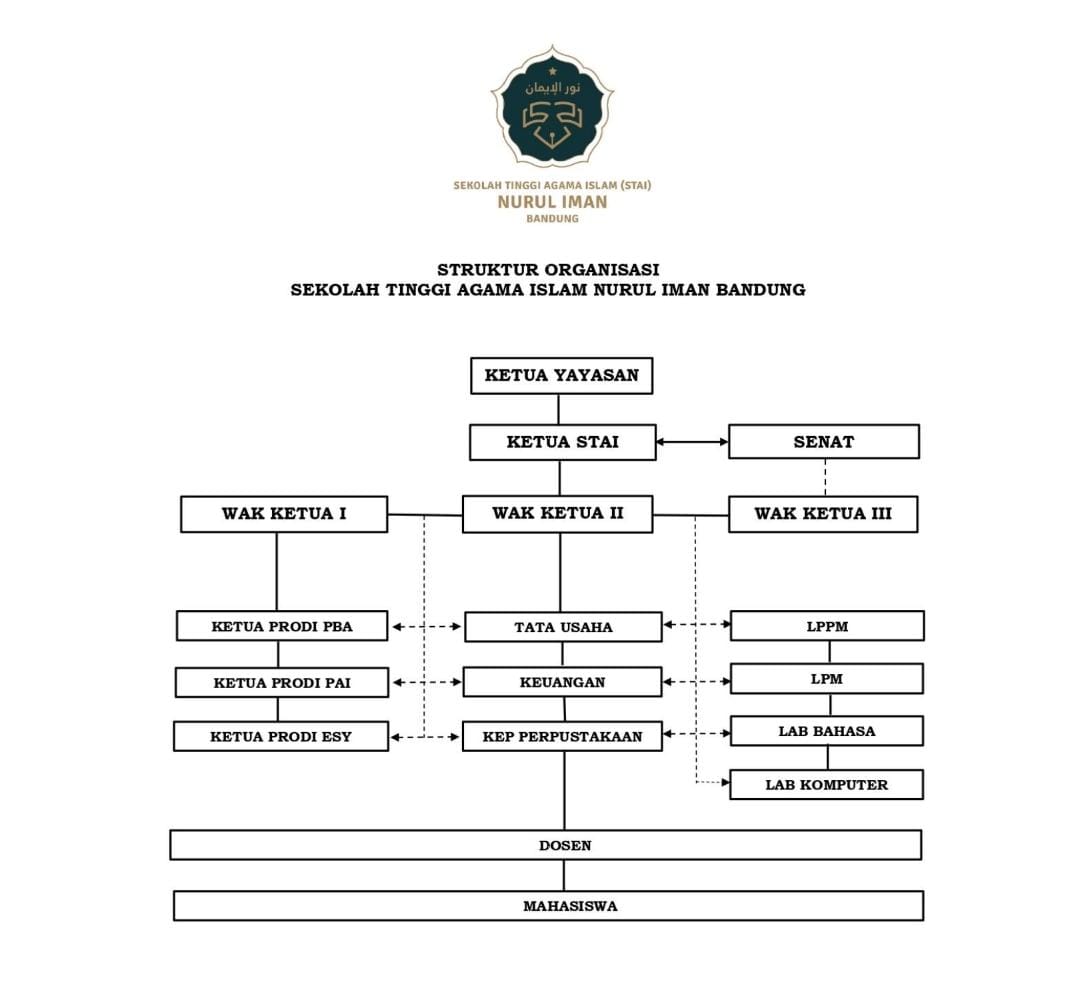 نور الإيمان
SEKOLAH TINGGI AGAMA ISLAM (STAI)
NURUL IMAN
BANDUNG
STRUKTUR ORGANISASI
SEKOLAH TINGGI AGAMA ISLAM NURUL IMAN BANDUNG
KETUA YAYASAN
KETUA STAI
SENAT
WAK KETUA I
WAK KETUA II
WAK KETUA III
KETUA PRODI PBA
TATA USAHA
LPPM
KETUA PRODI PAI
KEUANGAN
LPM
KETUA PRODI ESY
KEP PERPUSTAKAAN
LAB BAHASA
LAB KOMPUTER
DOSEN
MAHASISWA